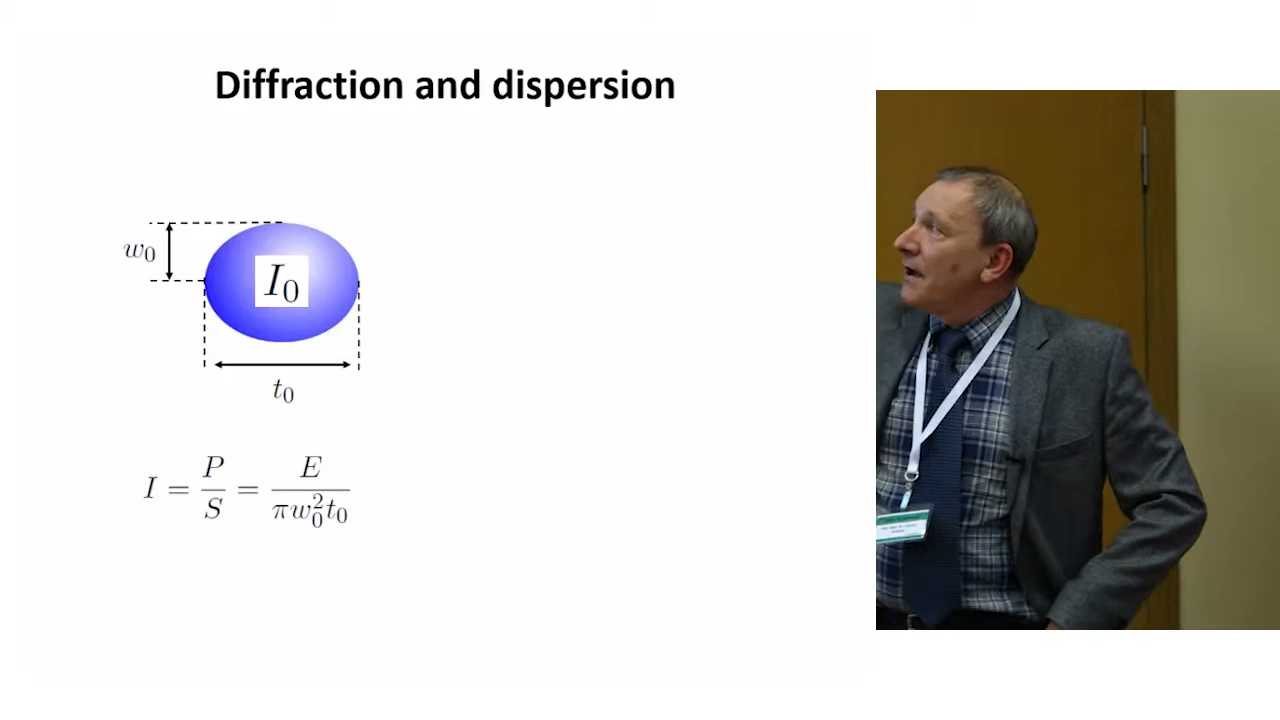 Diffraction and dispersion
w₀
I₀
t₀
I = P/S = E/(πw₀²t₀)